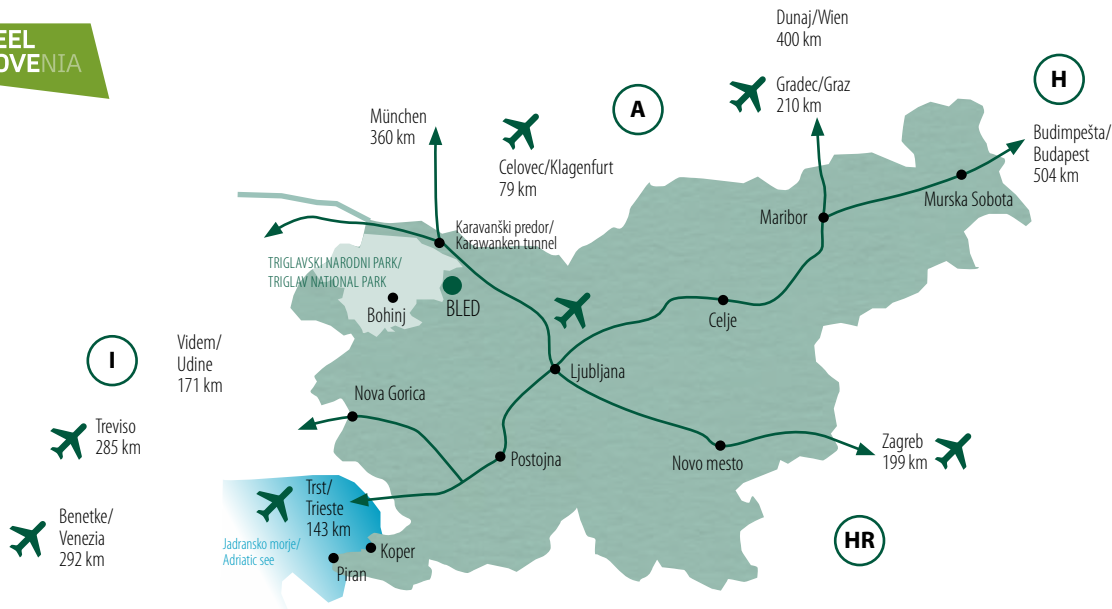 EEL
OVENIA
Dunaj/Wien
400 km
Gradec/Graz
210 km
A
H
München
360 km
Celovec/Klagenfurt
79 km
Budimpešta/
Budapest
504 km
Murska Sobota
Maribor
Karavanški predor/
Karawanken tunnel
TRIGLAVSKI NARODNI PARK/
TRIGLAV NATIONAL PARK
Bohinj
BLED
Celje
I
Videm/
Udine
171 km
Ljubljana
Nova Gorica
Treviso
285 km
Postojna
Novo mesto
Zagreb
199 km
Trst/
Trieste
143 km
Benetke/
Venezia
292 km
Jadransko morje/
Adriatic see
Koper
Piran
HR